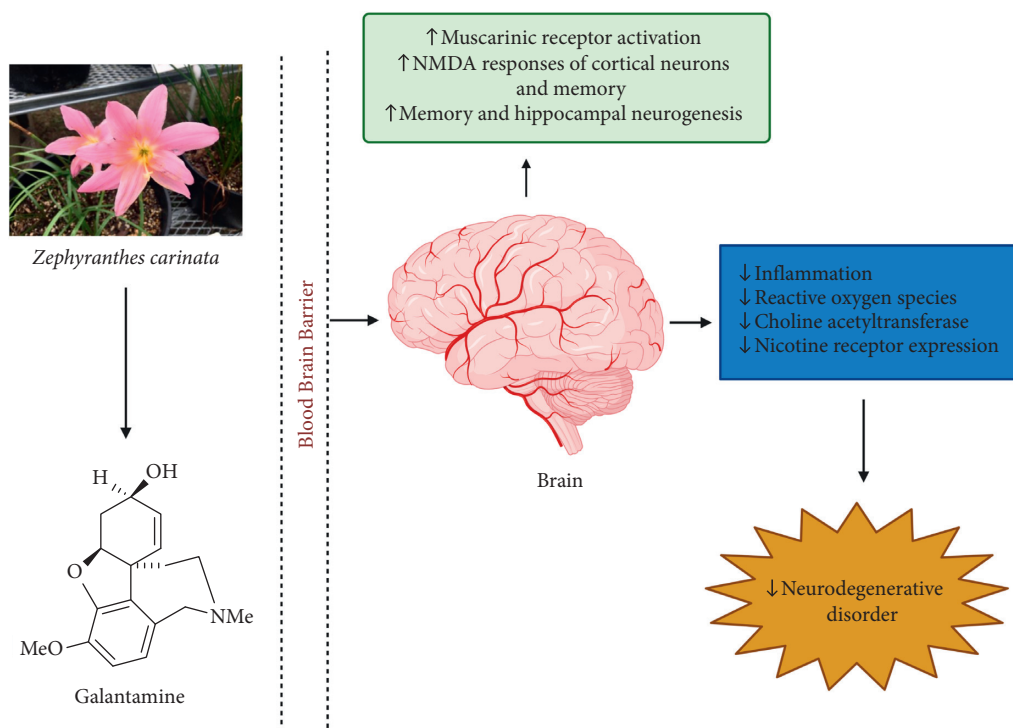 ↑Muscarinic receptor activation
↑NMDA responses of cortical neurons
and memory
↑Memory and hippocampal neurogenesis
Zephyranthes carinata
Blood Brain Barrier
Brain
↓Inflammation
↓Reactive oxygen species
↓Choline acetyltransferase
↓Nicotine receptor expression
↓Neurodegenerative
disorder
H
OH
O
NMe
MeO
Galantamine